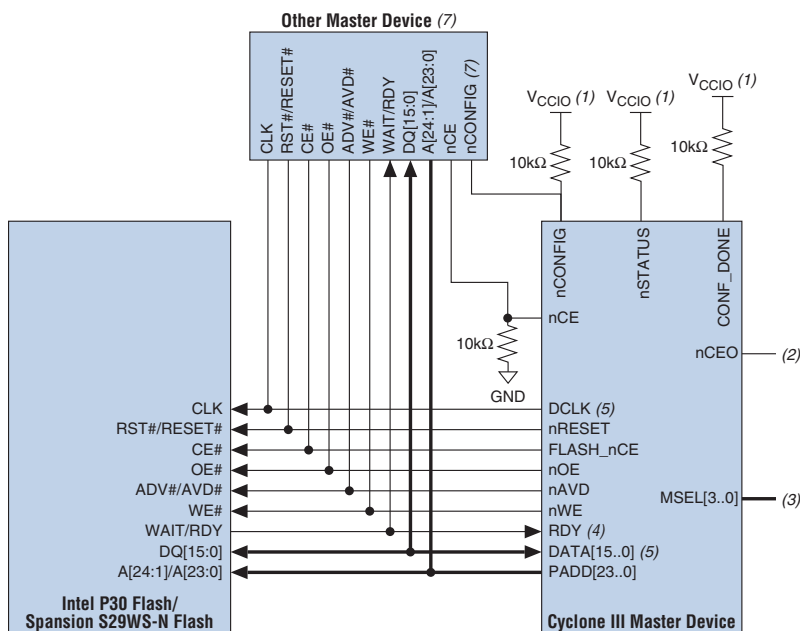 Other Master Device (7)
CLK
RST#/RESET#
CE#
OE#
ADV#/AVD#
WE#
WAIT/RDY
DQ[15:0]
A[24:1]/A[23:0]
nCE
nCONFIG (7)
VCCIO (1)
VCCIO (1)
VCCIO (1)
10kΩ
10kΩ
10kΩ
nCONFIG
nSTATUS
CONF_DONE
nCE
10kΩ
GND
nCEO
(2)
CLK
DCLK (5)
RST#/RESET#
nRESET
CE#
FLASH_nCE
OE#
nOE
ADV#/AVD#
nAVD
MSEL[3..0]
(3)
WE#
nWE
WAIT/RDY
RDY (4)
DQ[15:0]
DATA[15..0] (5)
A[24:1]/A[23:0]
PADD[23..0]
Intel P30 Flash/
Spansion S29WS-N Flash
Cyclone III Master Device